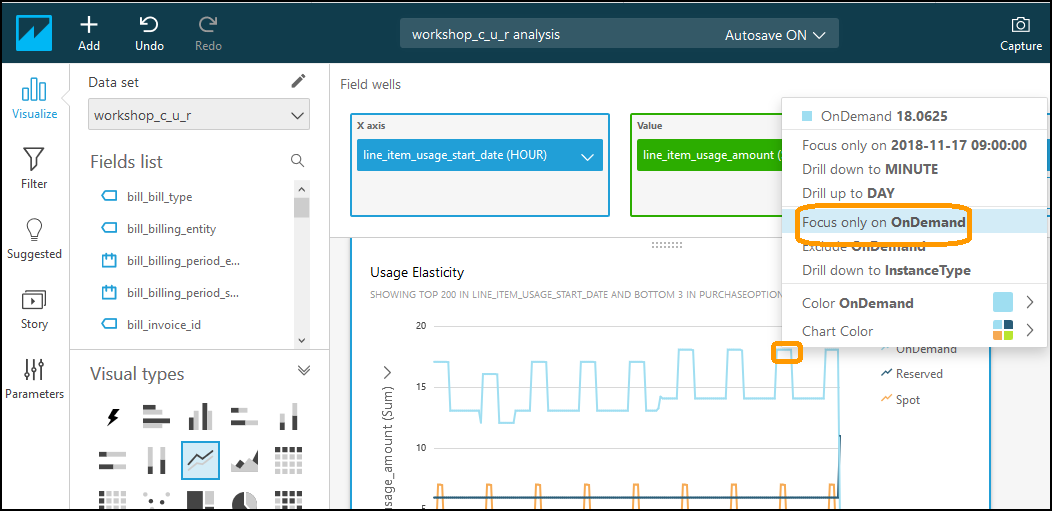 Add
Undo
Redo
workshop_c_u_r analysis
Autosave ON
Capture
Visualize
Filter
Suggested
Story
Parameters
Data set
workshop_c_u_r
Fields list
bill_bill_type
bill_billing_entity
bill_billing_period_e...
bill_billing_period_s...
bill_invoice_id
Visual types
Field wells
X axis
line_item_usage_start_date (HOUR)
Value
line_item_usage_amount (
OnDemand 18.0625
Focus only on 2018-11-17 09:00:00
Drill down to MINUTE
Drill up to DAY
Focus only on OnDemand
Exclude OnDemand
Drill down to InstanceType
Color OnDemand
Chart Color
Usage Elasticity
SHOWING TOP 200 IN LINE_ITEM_USAGE_START_DATE AND BOTTOM 3 IN PURCHASEOPTION
20
15
10
5
usage_amount (Sum)
OnDemand
Reserved
Spot